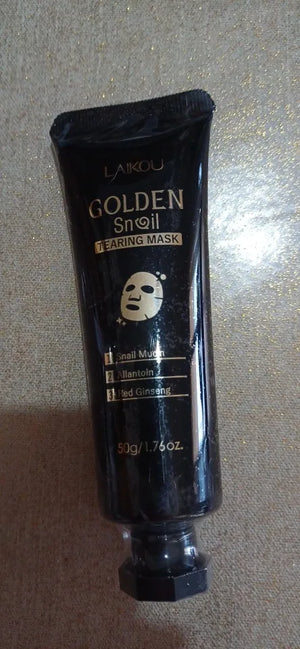 LAIKOU
GOLDEN
Snail
TEARING MASK
1 Snail Mucin
2 Allantoin
3 Red Ginseng
50g/1.76oz.